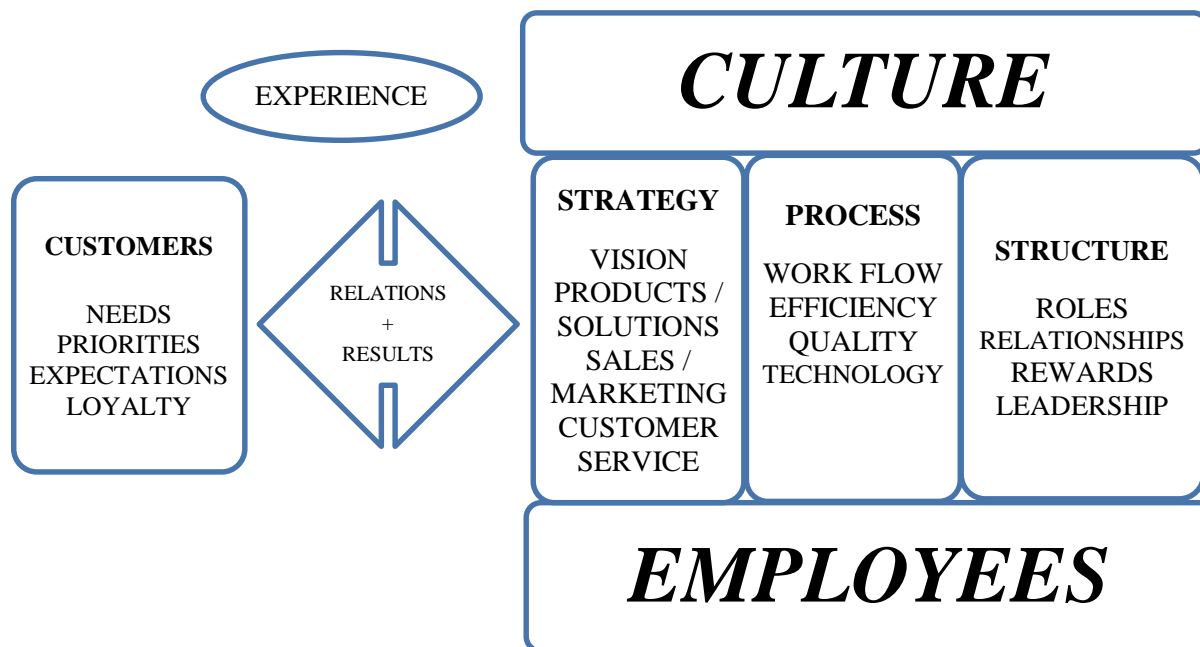 EXPERIENCE
CULTURE
CUSTOMERS
NEEDS
PRIORITIES
EXPECTATIONS
LOYALTY
RELATIONS
+
RESULTS
STRATEGY
VISION
PRODUCTS /
SOLUTIONS
SALES /
MARKETING
CUSTOMER
SERVICE
PROCESS
WORK FLOW
EFFICIENCY
QUALITY
TECHNOLOGY
STRUCTURE
ROLES
RELATIONSHIPS
REWARDS
LEADERSHIP
EMPLOYEES